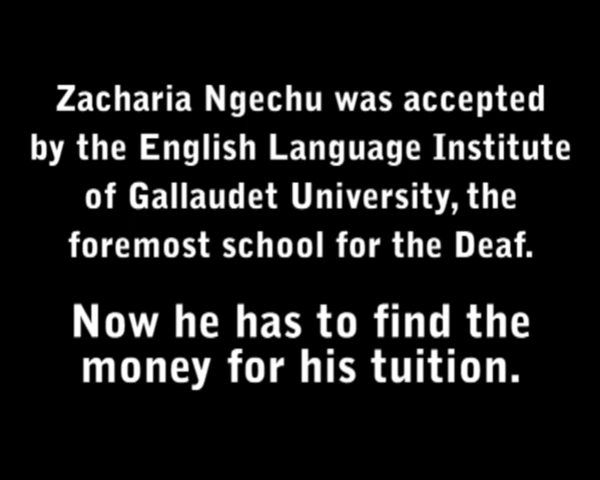 Zacharia Ngechu was accepted
by the English Language Institute
of Gallaudet University, the
foremost school for the Deaf.
Now he has to find the
money for his tuition.